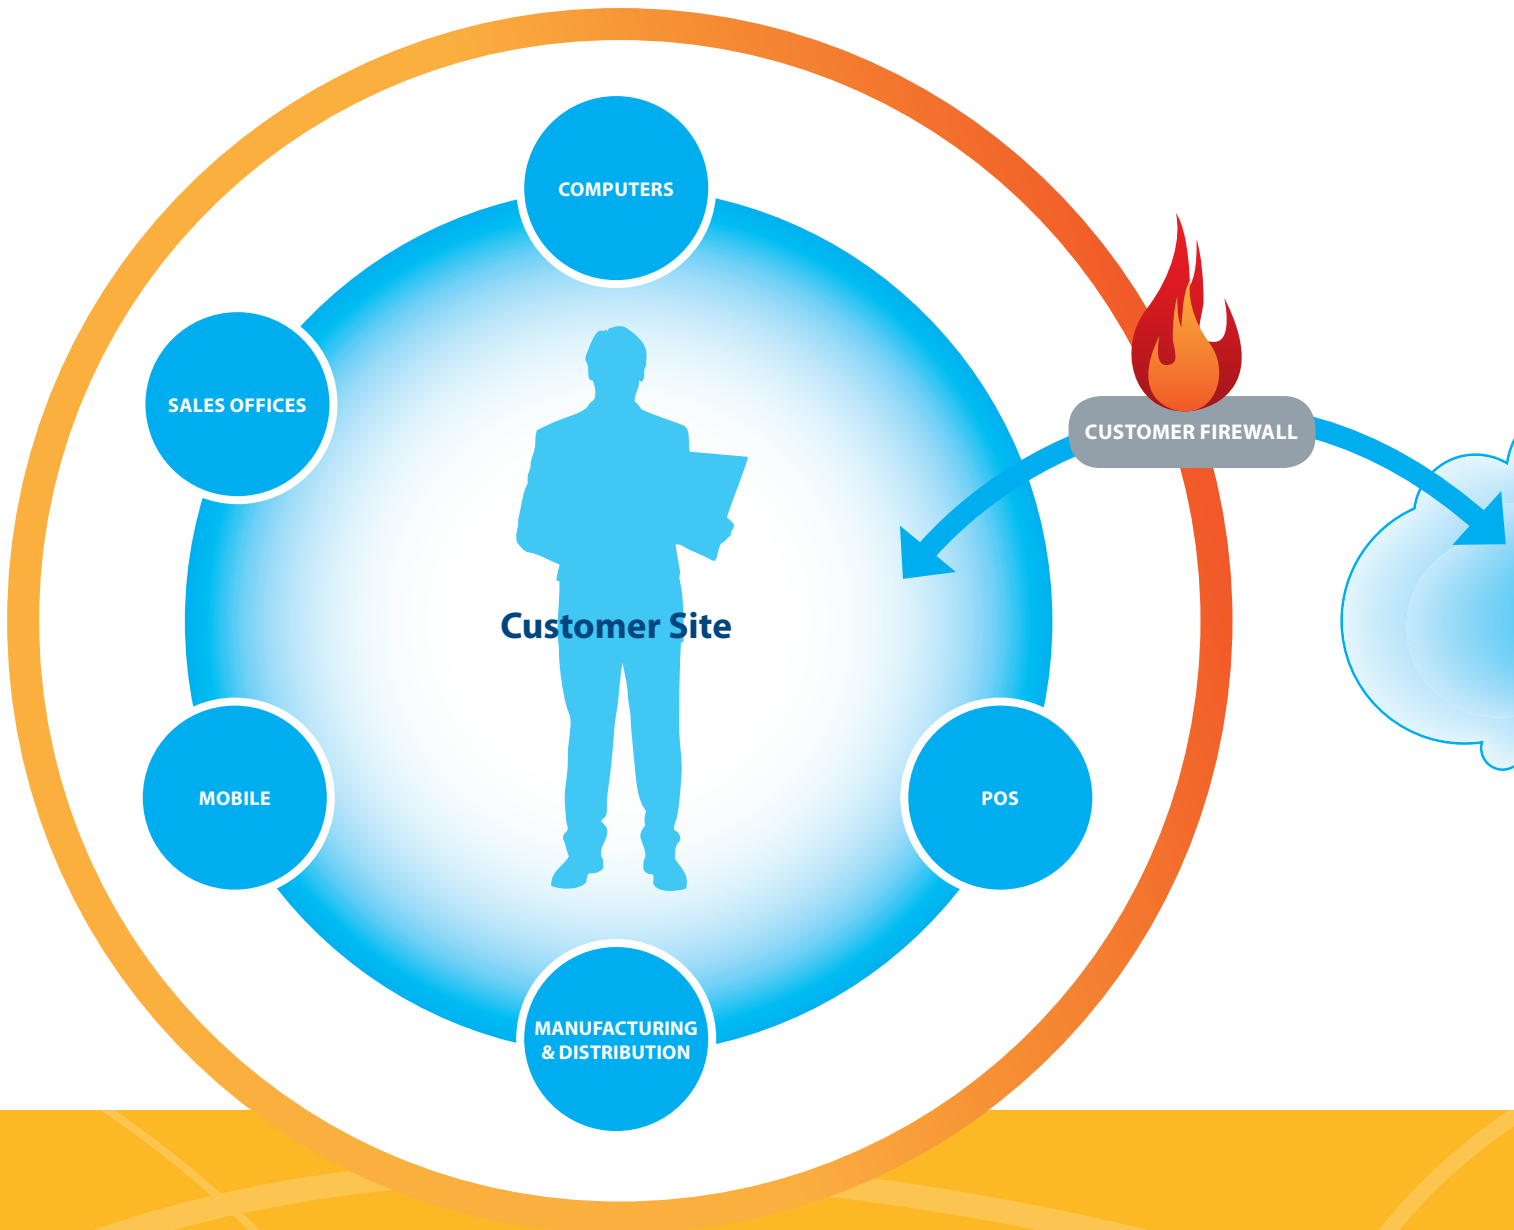 COMPUTERS
SALES OFFICES
CUSTOMER FIREWALL
Customer Site
MOBILE
POS
MANUFACTURING
& DISTRIBUTION